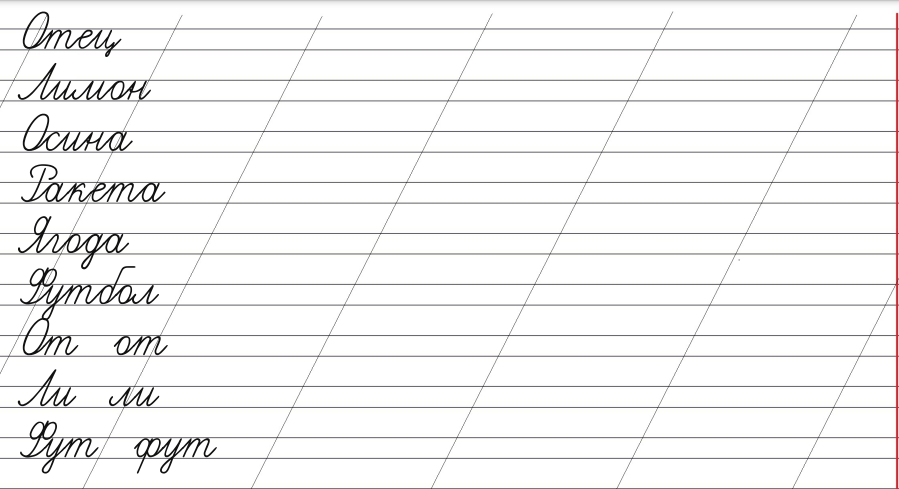 Отец
Лимон
Осина
Ракета
Ягода
Футбол
От от
Ли ли
Фут фут